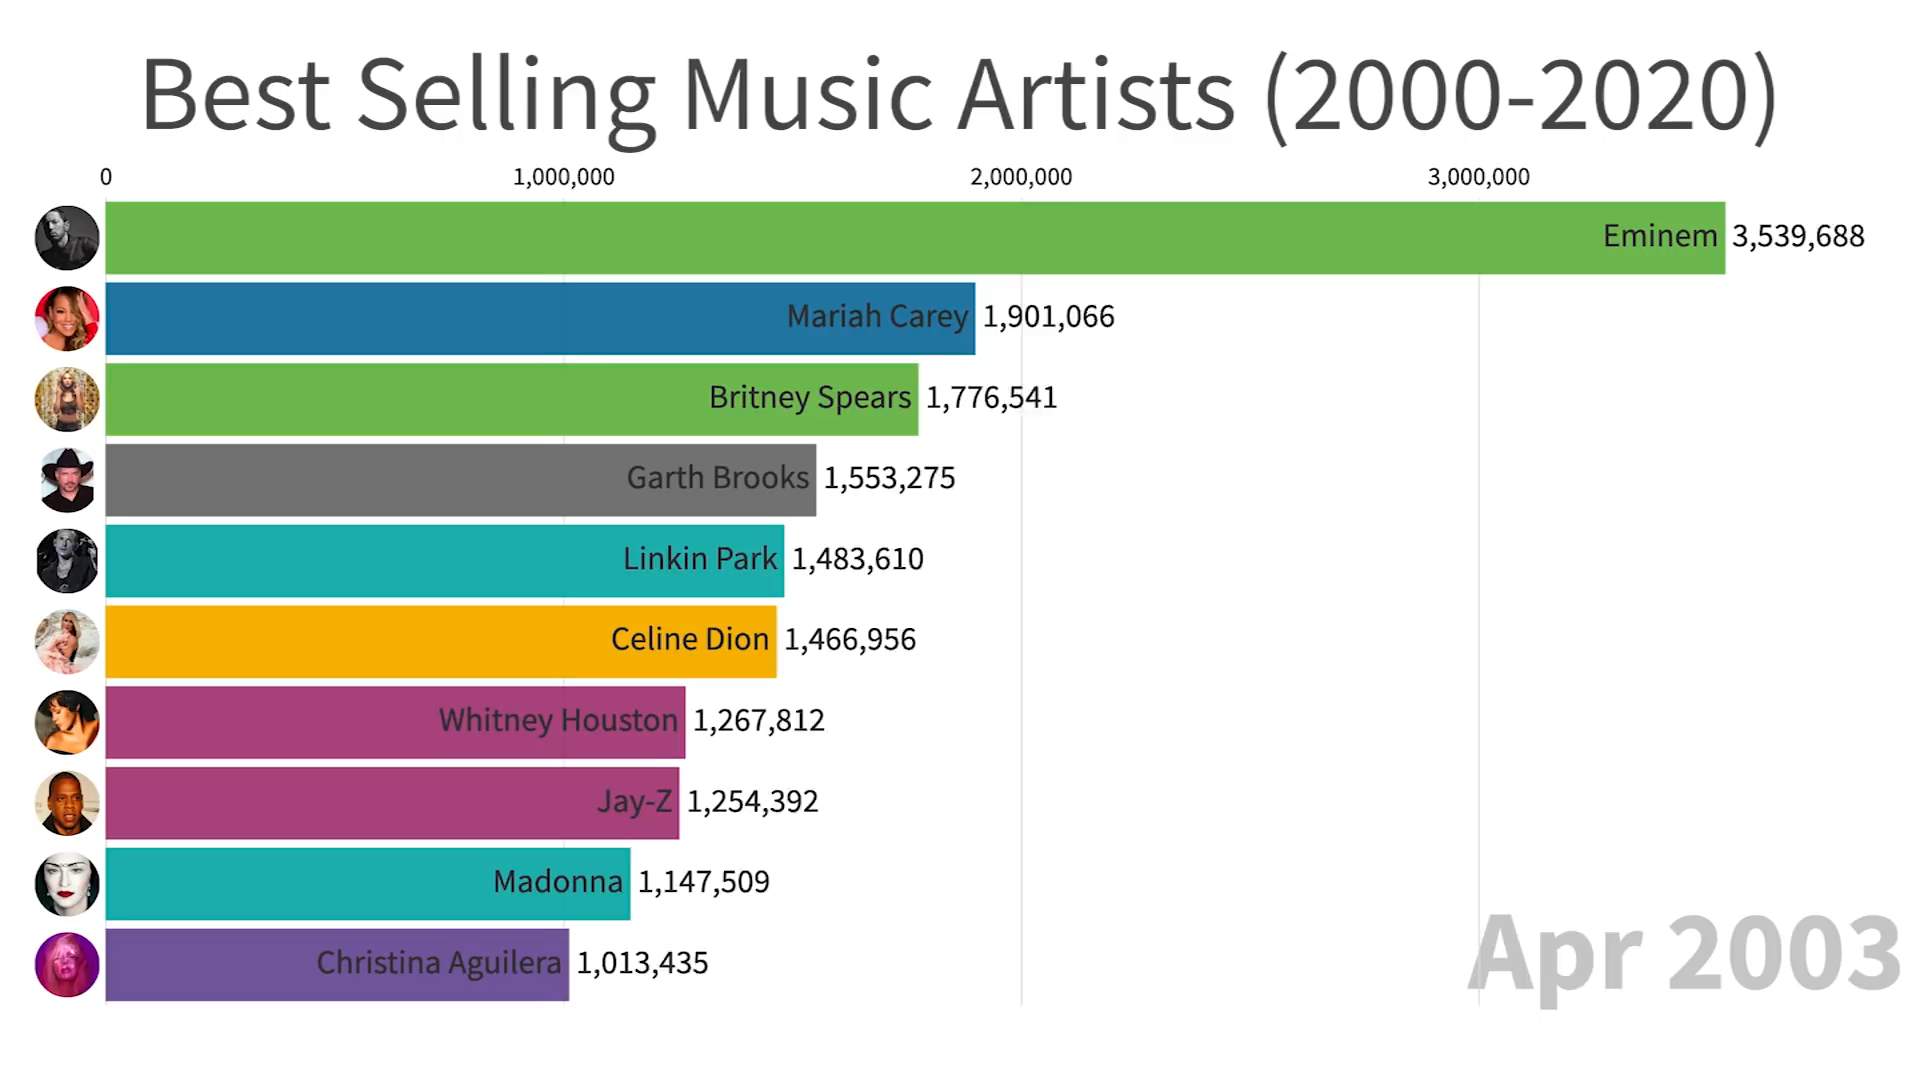 Best Selling Music Artists (2000-2020)
0 1,000,000 2,000,000 3,000,000
Eminem 3,539,688
Mariah Carey 1,901,066
Britney Spears 1,776,541
Garth Brooks 1,553,275
Linkin Park 1,483,610
Celine Dion 1,466,956
Whitney Houston 1,267,812
Jay-Z 1,254,392
Madonna 1,147,509
Christina Aguilera 1,013,435
Apr 2003